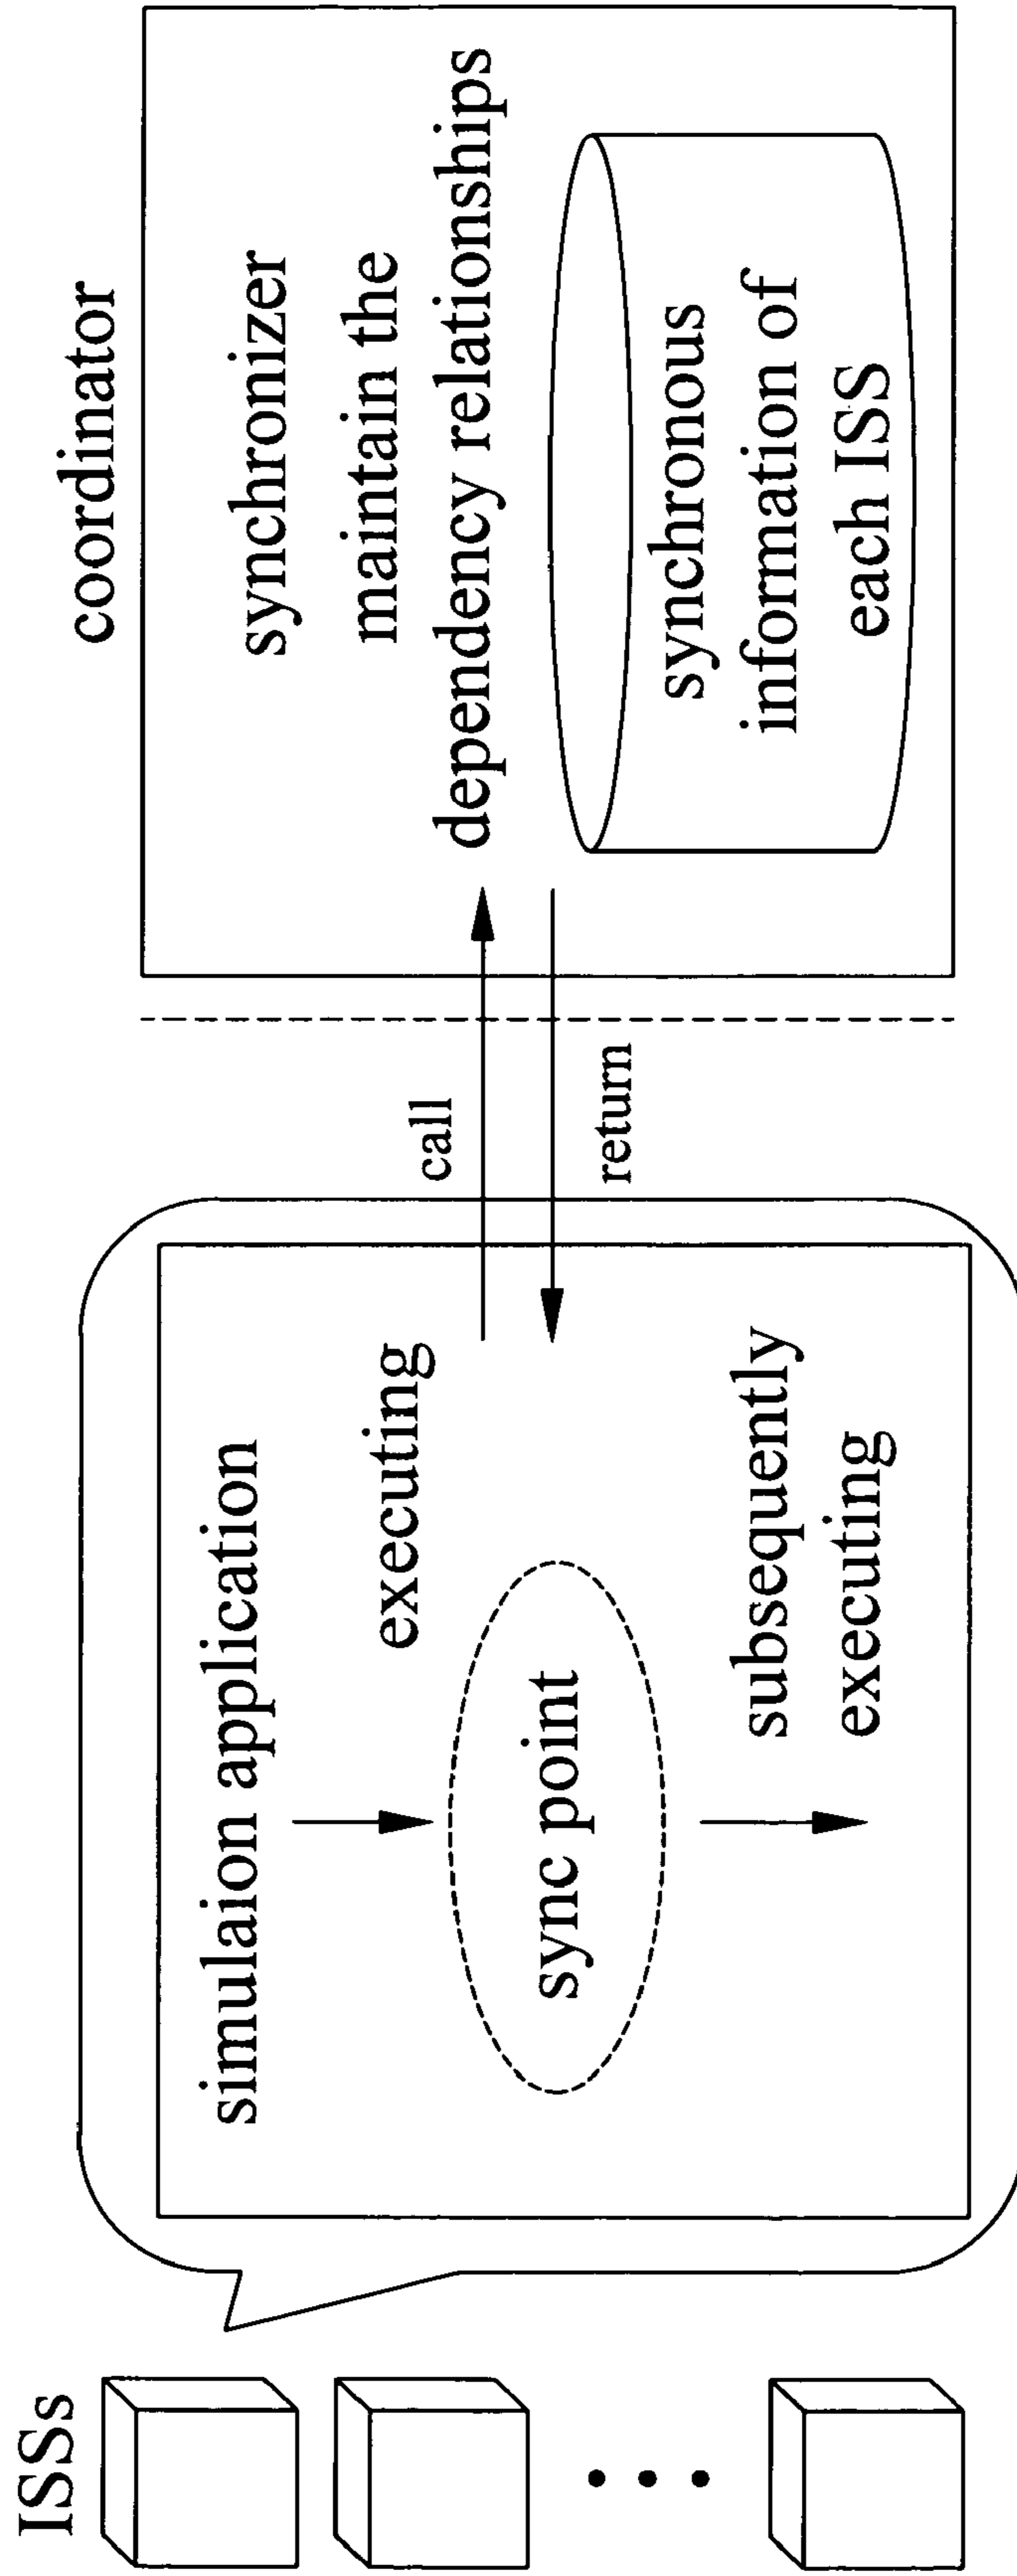 ISSs
simulaion application
executing
sync point
subsequently
executing
call
return
coordinator
synchronizer
maintain the
dependency relationships
synchronous
information of
each ISS